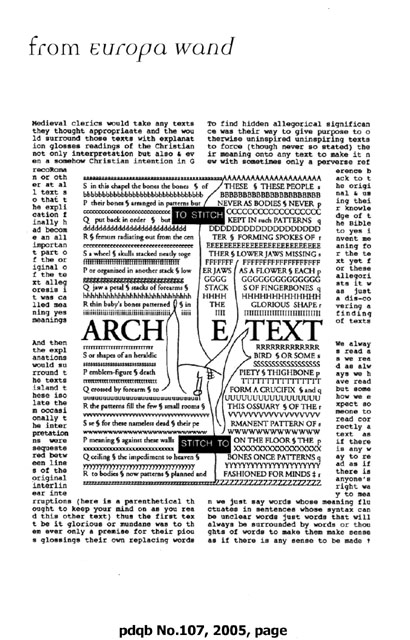 from europa wand
Medieval clerics would take any texts
they thought appropriaate and the wou
ld surround those texts with explanat
ion glosses readings of the Christian
not only interpretation but also & ev
en a somewhow Christian intention in G
recoRoma
n or oth
er st al
l text s
o that t
he expli
cation f
inally h
ad becom
e an all
importan
t part o
f the or
iginal o
f the te
xt alleg
oresis i
t was ca
lled mea
ning yes
meanings
And then
the expl
anations
would su
rround t
he texts
island t
hese iso
late the
m occasi
onally t
he inter
pretation
ns were
sequeste
red betw
een line
s of the
original
interlin
ear inte
rruptions (here is a parenthetical th
ought to keep your mind on as you rea
d this other text) thus the first tex
t be it glorious or mundane was to th
em ever only a premise for their piou
s glossings their own replacing words
S in this chapel the bones the bones § of
P their bones § arranged in patterns but
Q put back in order §
R § femurs radiating out from the cen
S a wheel § skulls stacked neatly toge
P or organised in another stack § low
Q jaw a petal § stacks of forearms §
R thin baby's bones patterned § in
TO STITCH
ARCH E TEXT
S or shapes of an heraldic
P emblem-figure § death
Q crossed by forearms § to
R the patterns fill the few § small rooms §
S we § for these nameless dead § their pe
P meaning § against these walls
Q ceiling § the impediment to heaven §
R to bodies § now patterns § planned and
STITCH TO
AAAAAAAAAAAAAAAAAAAA
THESE § THESE PEOPLE s
NEVER AS BODIES § NEVER p
KEPT IN such PATTERNS q
TER § FORMING SPOKES OF r
THER § LOWER JAWS MISSING s
ER JAWS AS A FLOWER § EACH p
STACK S OF FINGERBONES q
THE GLORIOUS SHAPE r
BIRD § OR SOME s
PIETY § THIGHBONE p
FORM A CRUCIFIX § and q
THIS OSSUARY § OF THE r
RMANENT PATTERN OF s
ON THE FLOOR § THE p
BONES ONCE PATTERNS q
FASHIONED FOR MINDS § r
To find hidden allegorical significan
ce was their way to give purpose to o
therwise uninspired uninspiring texts
to force (though never so stated) the
ir meaning onto any text to make it n
ew with sometimes only a perverse ref
erence b
ack to t
he origi
nal & us
ing thei
r knowle
dge of t
he Bible
to yes i
nvent me
aning fo
r the te
xt yet f
or these
allegori
sts it w
as just
a dis-co
vering a
finding
of texts
We alway
s read a
s we rea
d as alw
ays we h
ave read
but some
how we e
xpect so
meone to
read cor
rectly a
text as
if there
is any w
ay to re
ad as if
there is
anyone's
right wa
y to mea
n we just say words whose meaning flu
ctuates in sentences whose syntax can
be unclear words just words that will
always be surrounded by words or thou
ghts of words to make them make sense
as if there is any sense to be made †
pdqb No.107, 2005, page